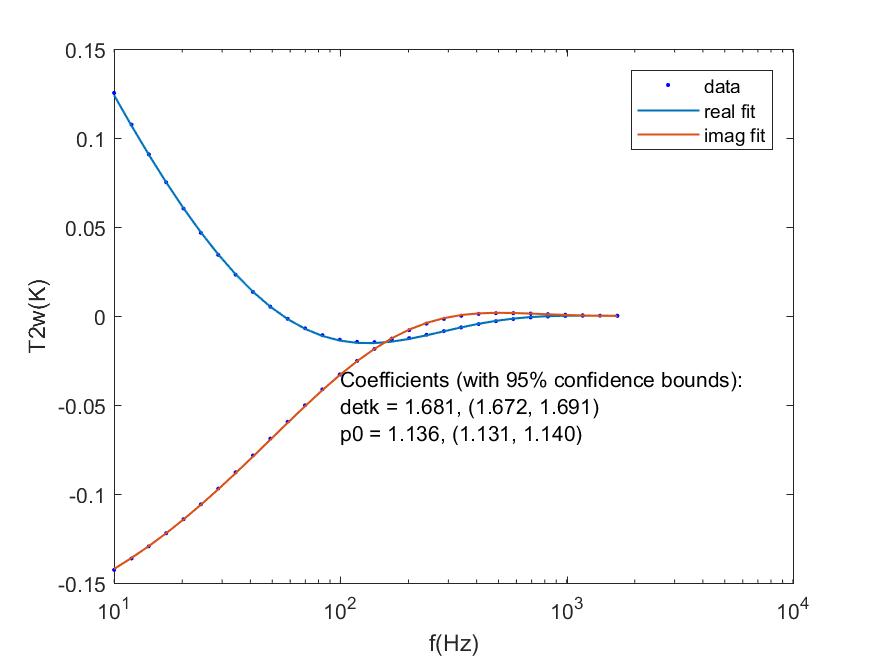 0.15
0.1
0.05
0
-0.05
-0.1
-0.15
T2w(K)
data
real fit
imag fit
Coefficients (with 95% confidence bounds):
detk = 1.681, (1.672, 1.691)
p0 = 1.136, (1.131, 1.140)
10^1 10^2 10^3 10^4
f(Hz)